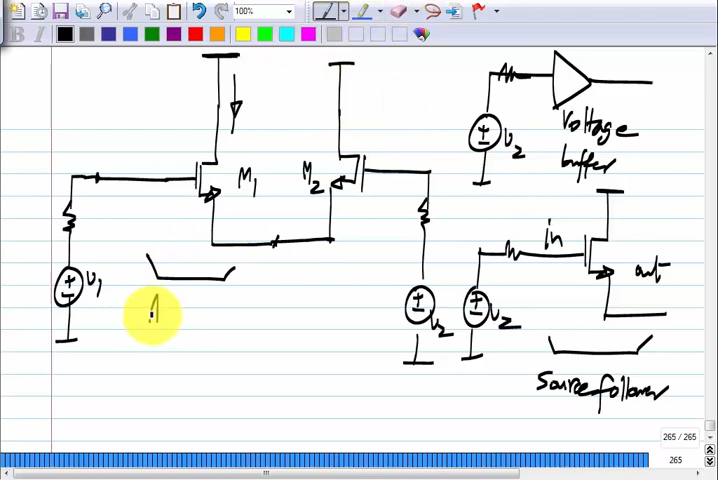 100%
B I
V2
Voltage
buffer
M1
M2
in
out
V1
V2
V2
Source follower
265 / 265
265